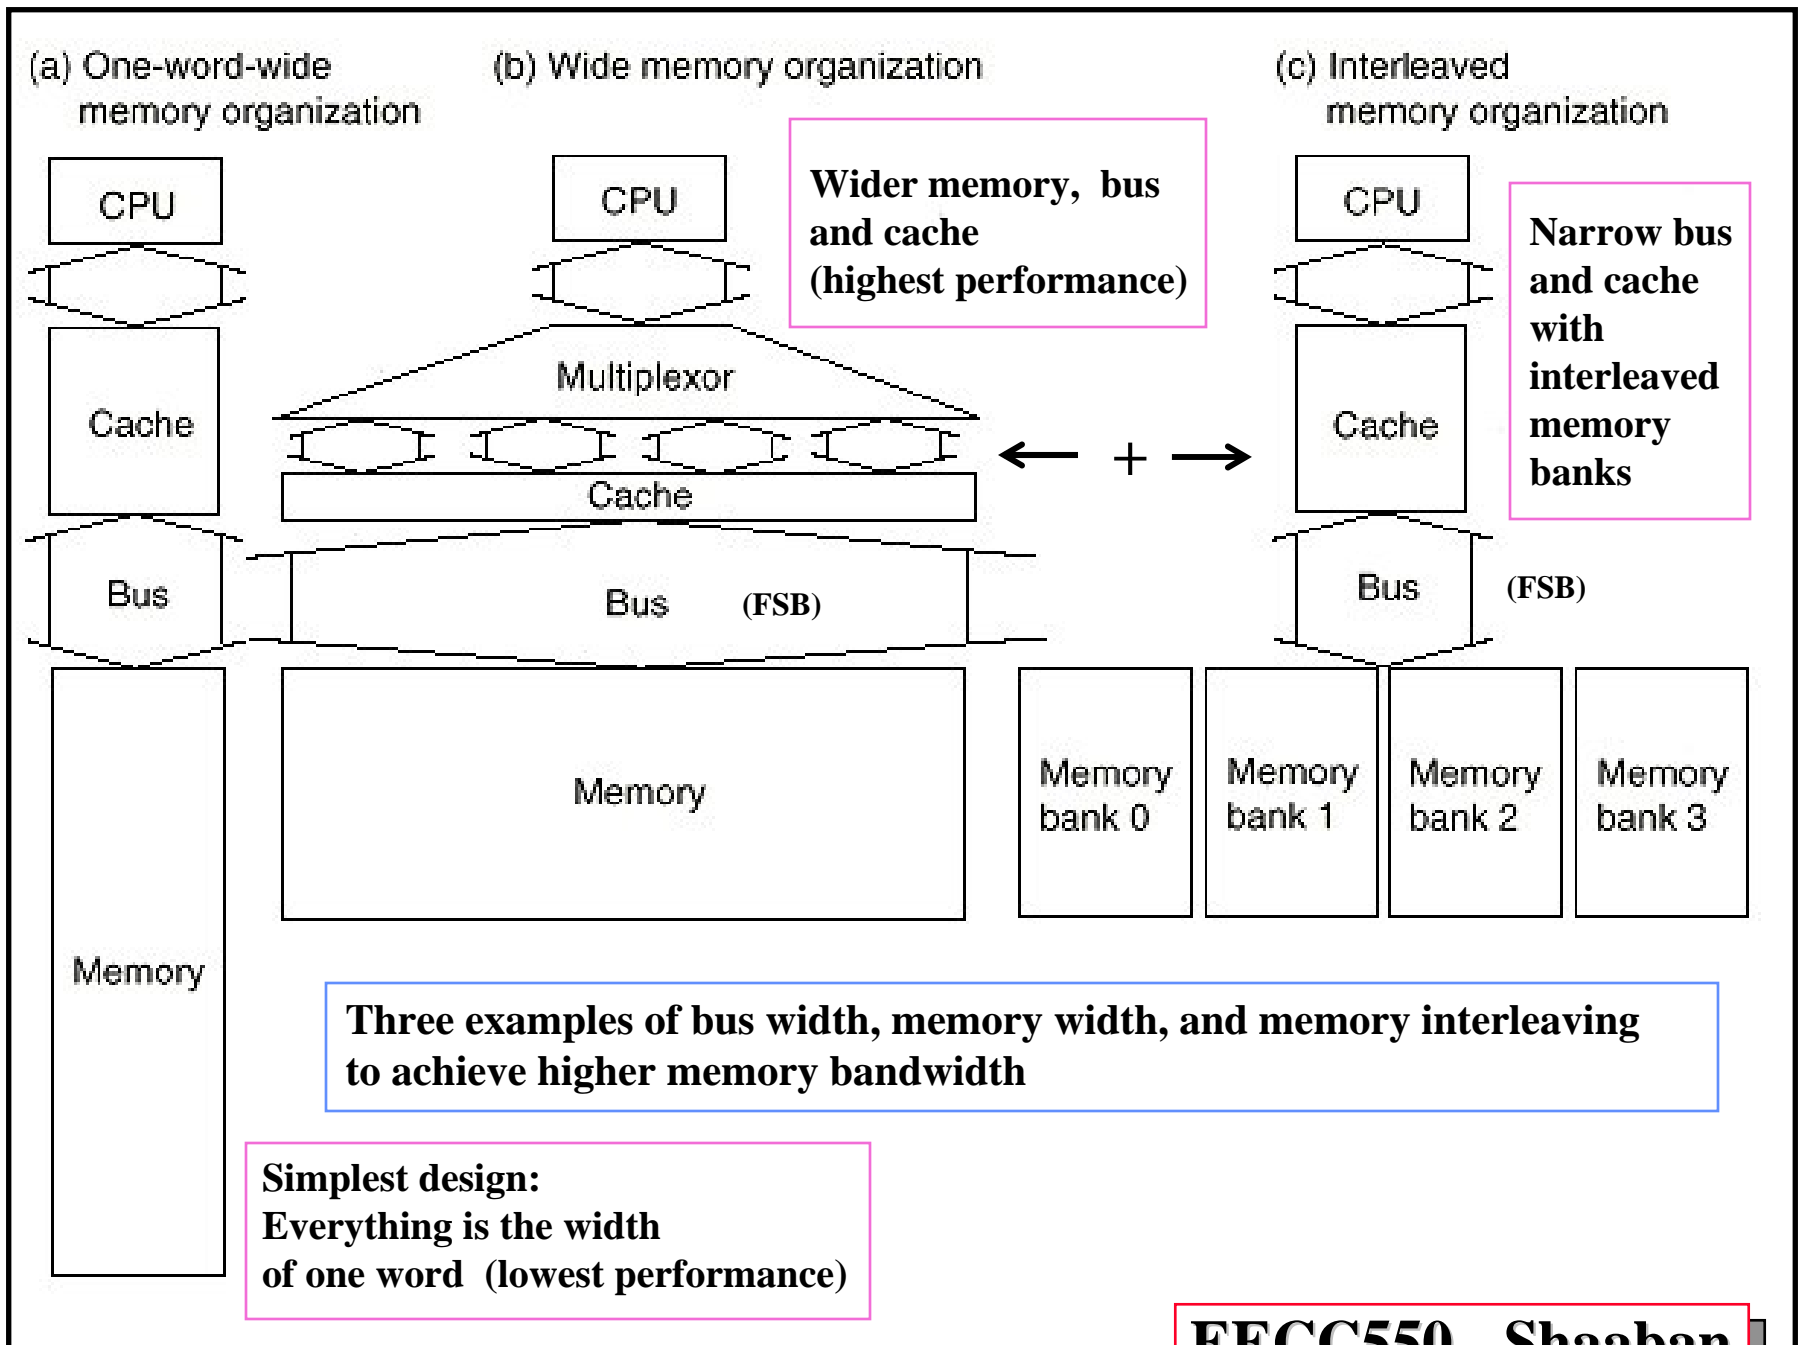 (a) One-word-wide
memory organization
(b) Wide memory organization
(c) Interleaved
memory organization
CPU
Cache
Bus
Memory
CPU
Multiplexor
Cache
Bus (FSB)
Memory
Wider memory, bus
and cache
(highest performance)
← + →
CPU
Cache
Bus (FSB)
Narrow bus
and cache
with
interleaved
memory
banks
Memory
bank 0
Memory
bank 1
Memory
bank 2
Memory
bank 3
Three examples of bus width, memory width, and memory interleaving
to achieve higher memory bandwidth
Simplest design:
Everything is the width
of one word (lowest performance)
EECC550 Shaaban